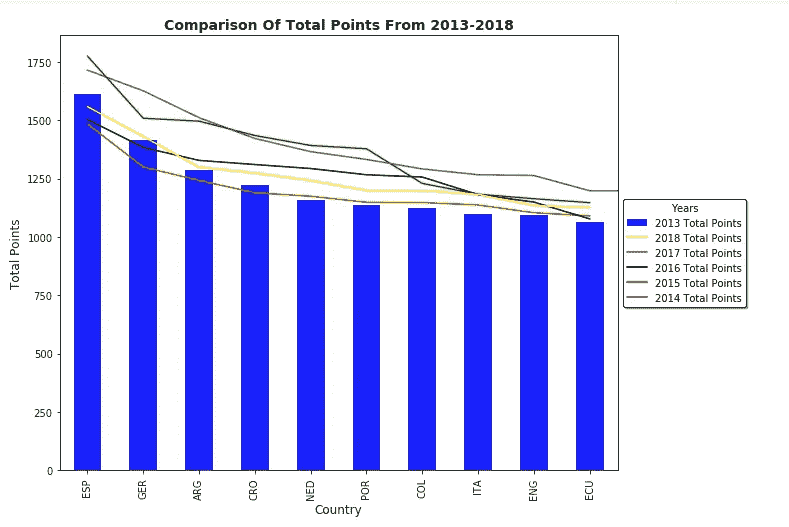 Comparison Of Total Points From 2013-2018
Total Points
1750
1500
1250
1000
750
500
250
0
ESP
GER
ARG
CRO
NED
POR
COL
ITA
ENG
ECU
Country
Years
2013 Total Points
2018 Total Points
2017 Total Points
2016 Total Points
2015 Total Points
2014 Total Points